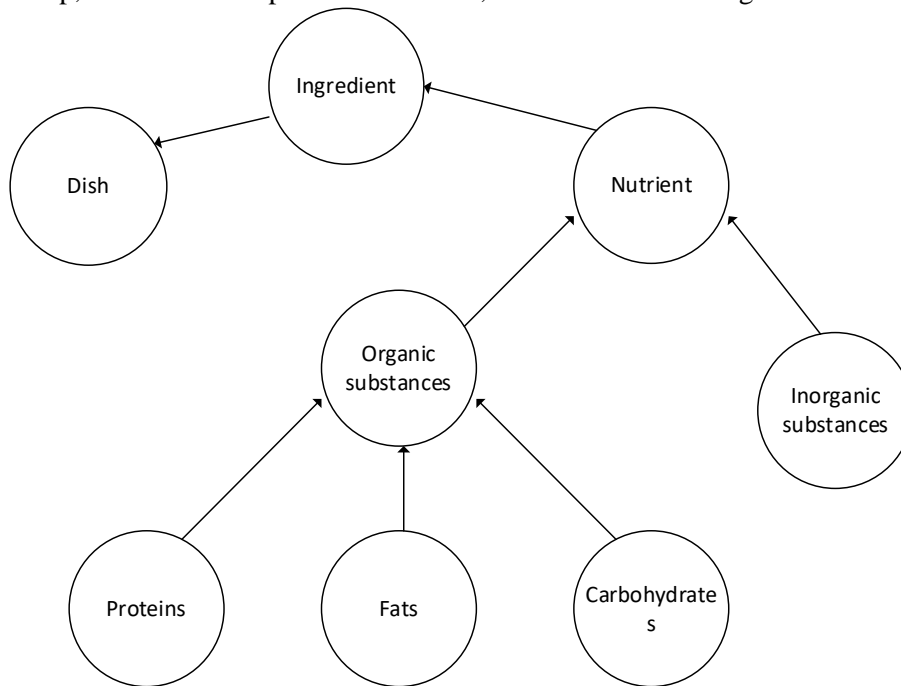 Ingredient
Dish
Nutrient
Organic
substances
Inorganic
substances
Proteins
Fats
Carbohydrate
s